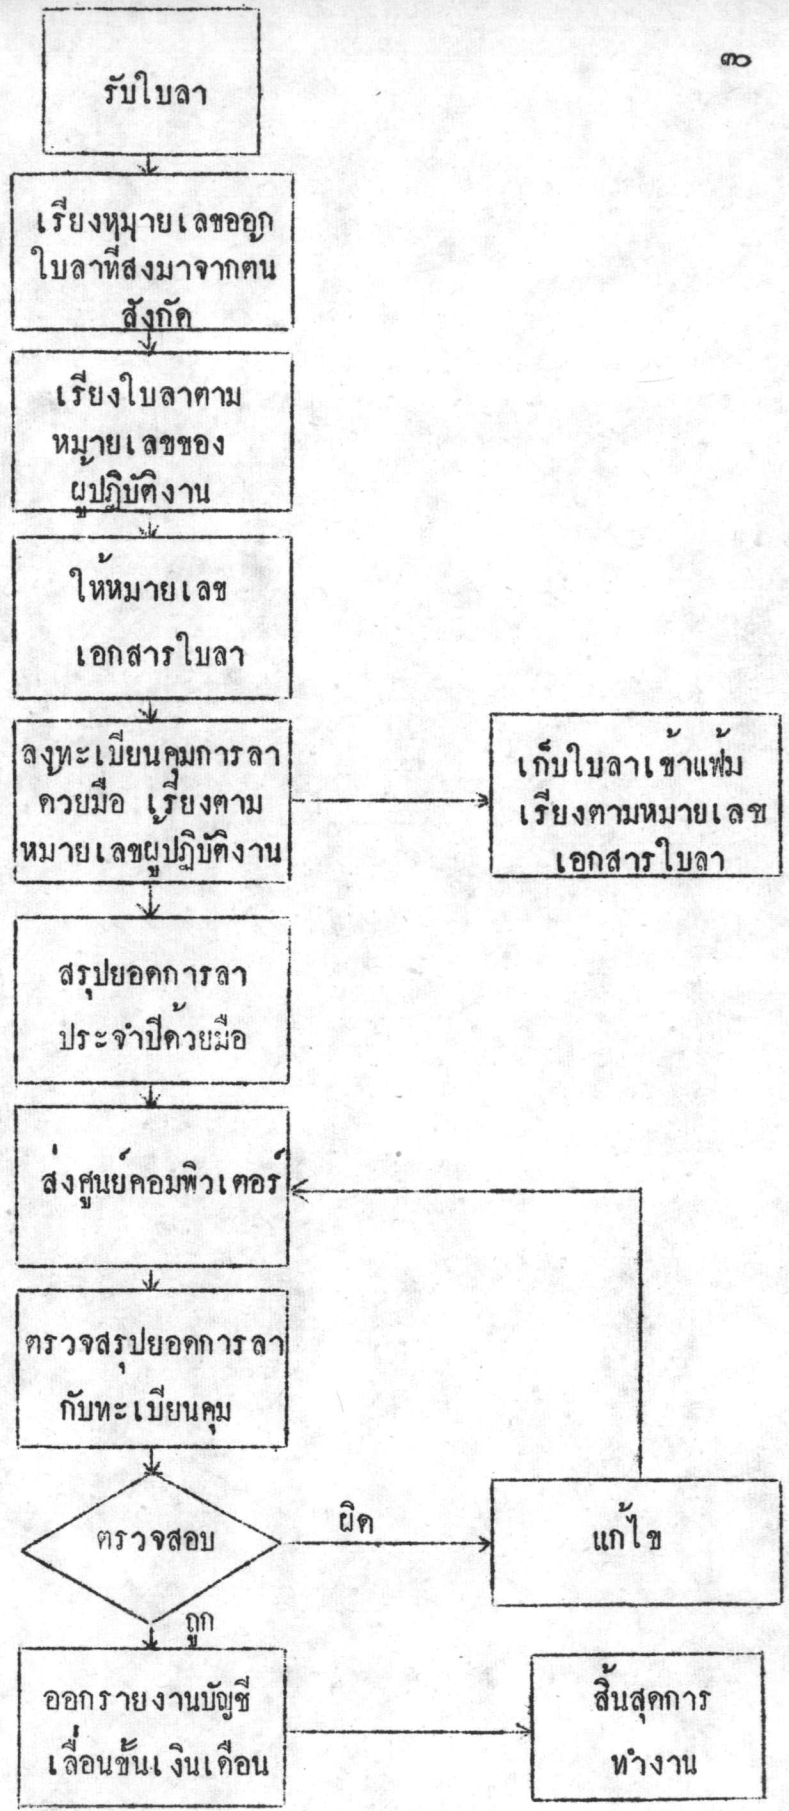 ๓๐
รับใบลา
เรียงหมายเลขออก
ใบลาที่ส่งมาจากต้น
สังกัด
เรียงใบลาตาม
หมายเลขของ
ผู้ปฏิบัติงาน
ให้หมายเลข
เอกสารใบลา
ลงทะเบียนคุมการลา
ด้วยมือ เรียงตาม
หมายเลขผู้ปฏิบัติงาน
เก็บใบลาเข้าแฟ้ม
เรียงตามหมายเลข
เอกสารใบลา
สรุปยอดการลา
ประจำปีด้วยมือ
ส่งศูนย์คอมพิวเตอร์
ตรวจสรุปยอดการลา
กับทะเบียนคุม
ตรวจสอบ
ผิด
แก้ไข
ถูก
ออกรายงานบัญชี
เลื่อนขั้นเงินเดือน
สิ้นสุดการ
ทำงาน